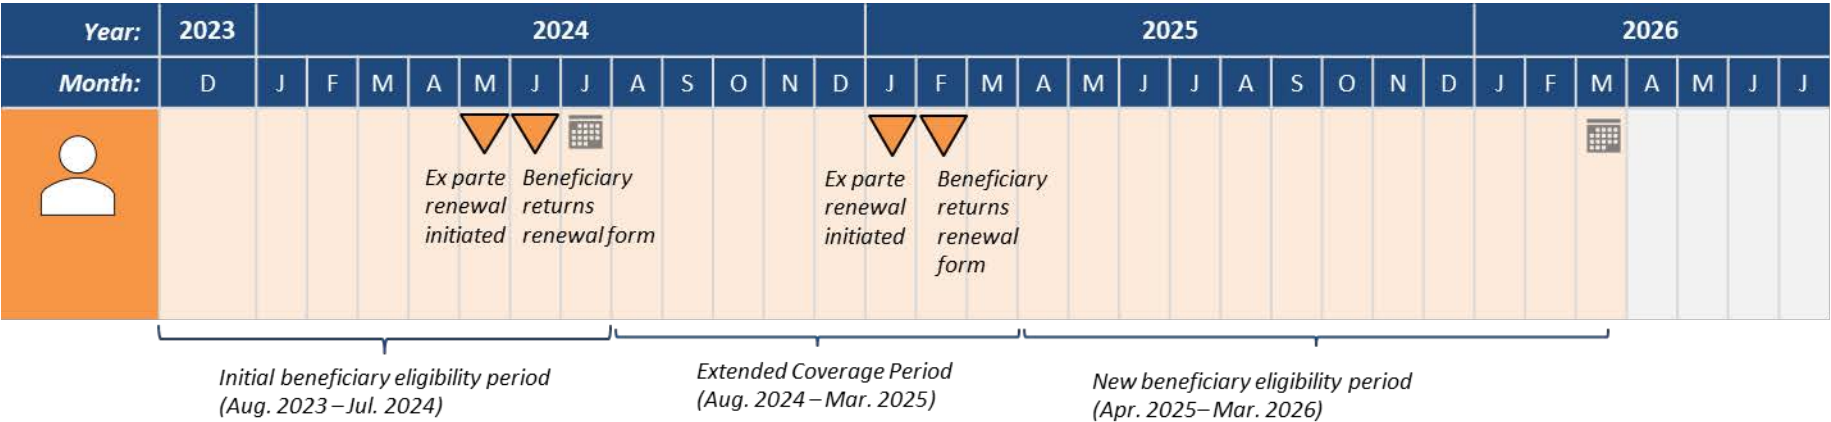 Year: 2023 2024 2025 2026
Month: D J F M A M J J A S O N D J F M A M J J A S O N D J F M A M J J
Ex parte
renewal
initiated
Beneficiary
returns
renewal form
Ex parte
renewal
initiated
Beneficiary
returns
renewal
form
Initial beneficiary eligibility period
(Aug. 2023 – Jul. 2024)
Extended Coverage Period
(Aug. 2024 – Mar. 2025)
New beneficiary eligibility period
(Apr. 2025– Mar. 2026)